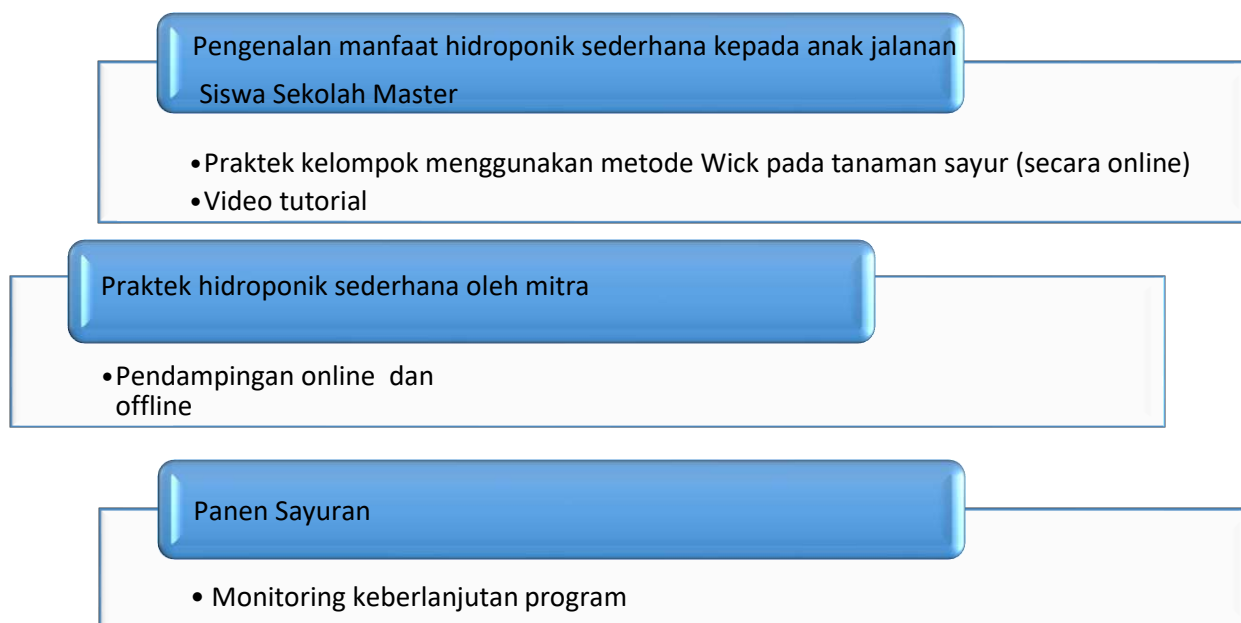 Pengenalan manfaat hidroponik sederhana kepada anak jalanan
Siswa Sekolah Master
•Praktek kelompok menggunakan metode Wick pada tanaman sayur (secara online)
•Video tutorial
Praktek hidroponik sederhana oleh mitra
•Pendampingan online dan
offline
Panen Sayuran
• Monitoring keberlanjutan program